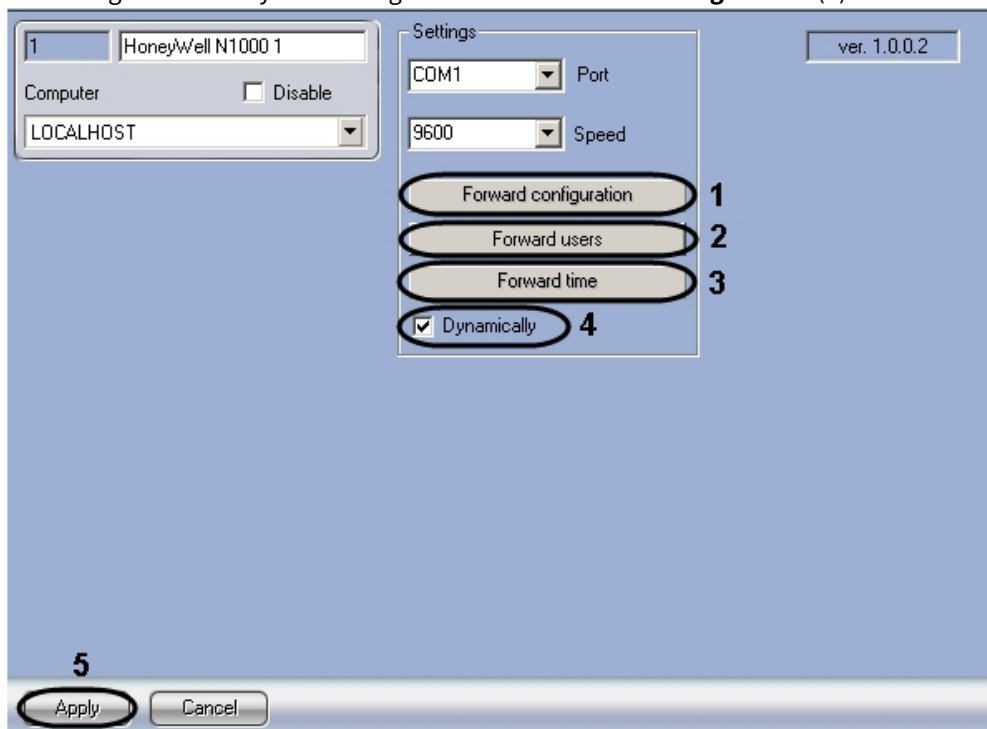 1
HoneyWell N1000 1
Computer
Disable
LOCALHOST
Settings
COM1
Port
9600
Speed
Forward configuration
1
Forward users
2
Forward time
3
Dynamically
4
ver. 1.0.0.2
5
Apply
Cancel